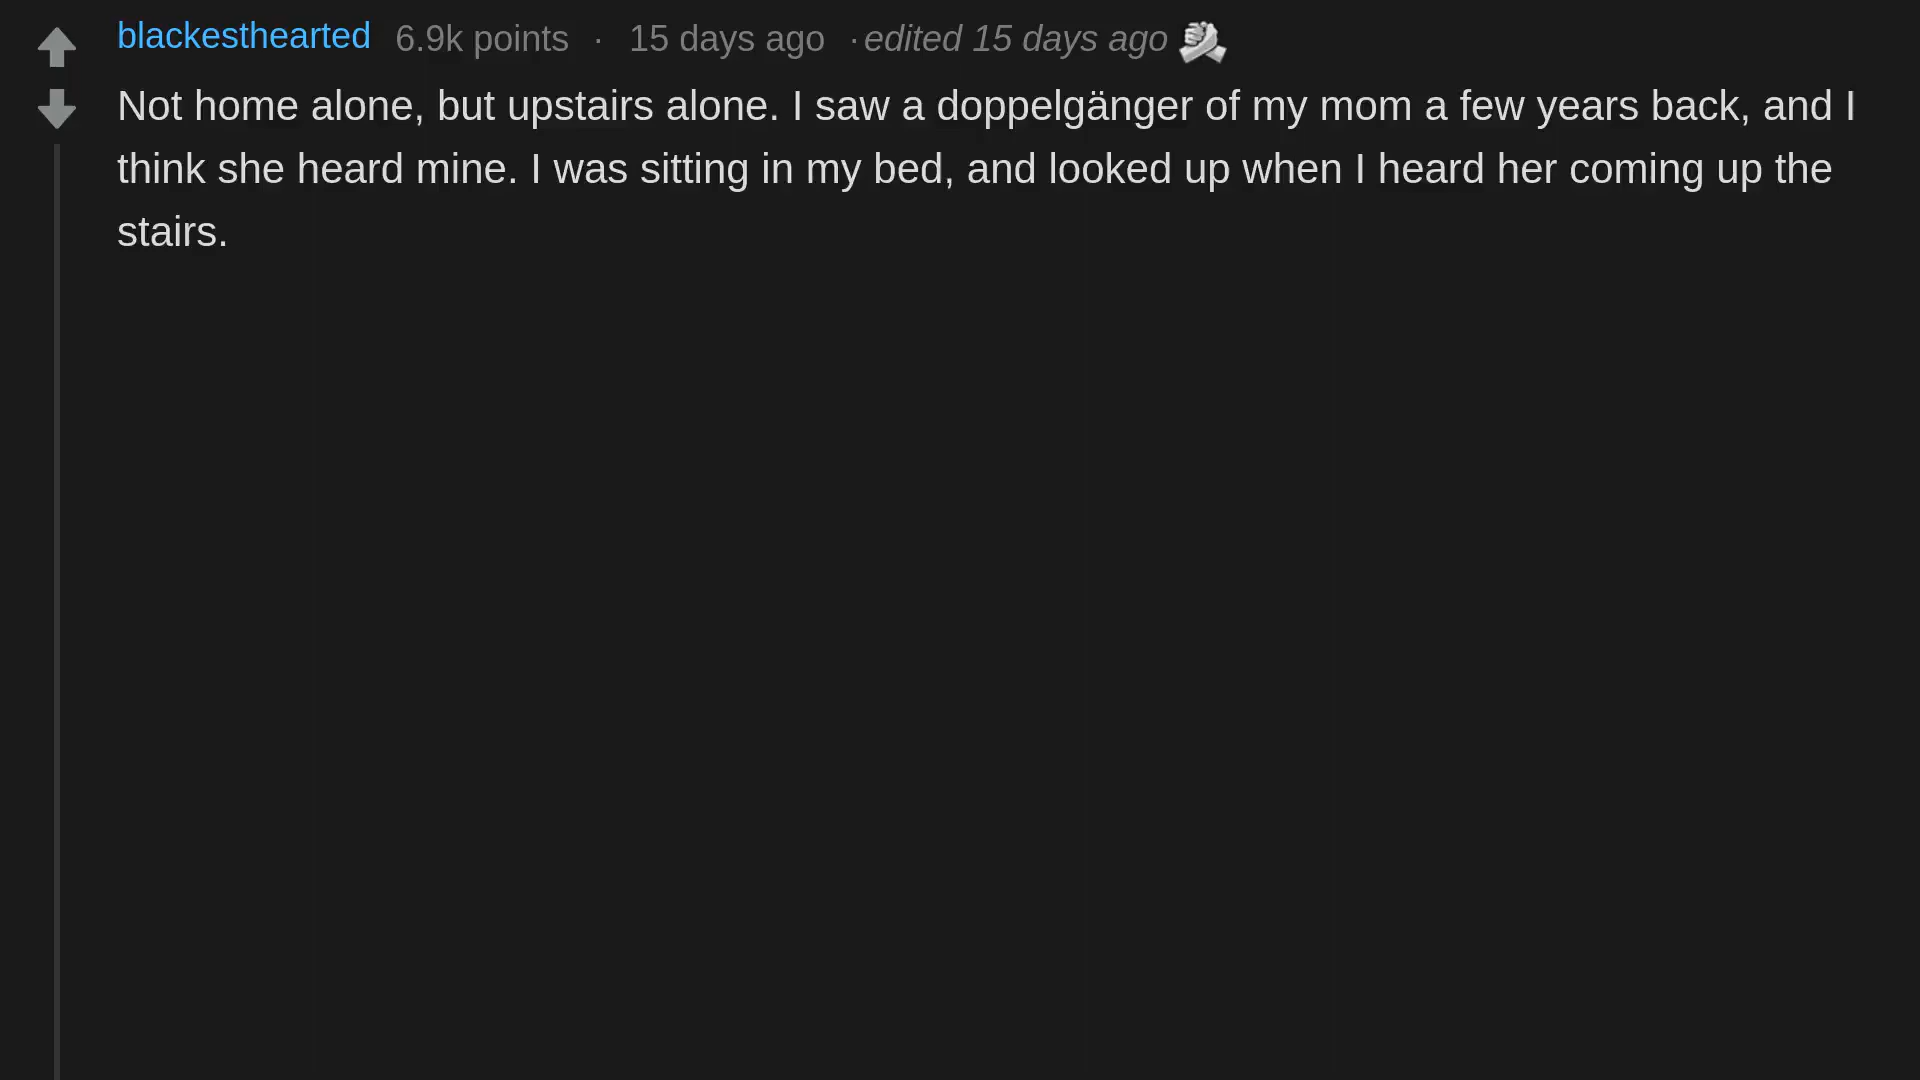 blackesthearted 6.9k points · 15 days ago · edited 15 days ago
Not home alone, but upstairs alone. I saw a doppelgänger of my mom a few years back, and I
think she heard mine. I was sitting in my bed, and looked up when I heard her coming up the
stairs.